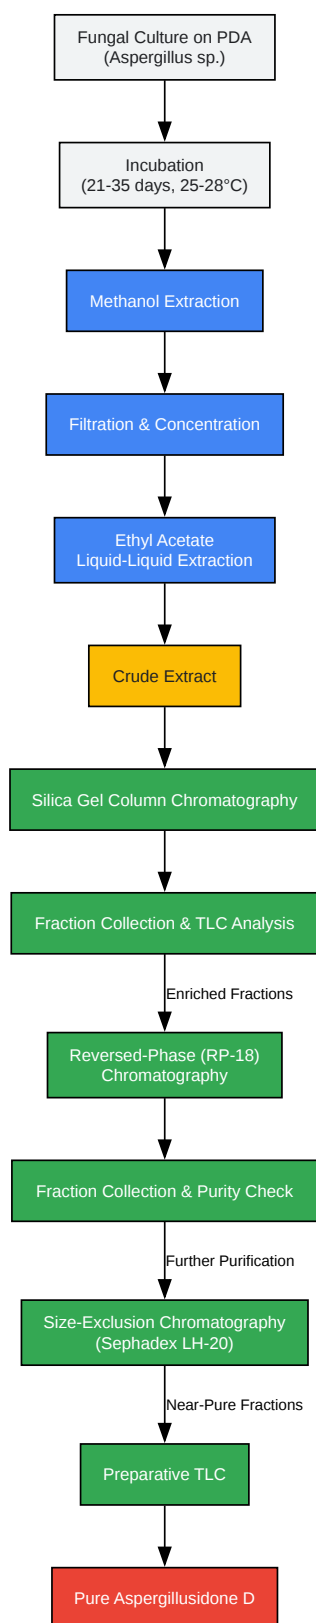 Fungal Culture on PDA
(Aspergillus sp.)
Incubation
(21-35 days, 25-28°C)
Methanol Extraction
Filtration & Concentration
Ethyl Acetate
Liquid-Liquid Extraction
Crude Extract
Silica Gel Column Chromatography
Fraction Collection & TLC Analysis
Enriched Fractions
Reversed-Phase (RP-18)
Chromatography
Fraction Collection & Purity Check
Further Purification
Size-Exclusion Chromatography
(Sephadex LH-20)
Near-Pure Fractions
Preparative TLC
Pure Aspergillusidone D